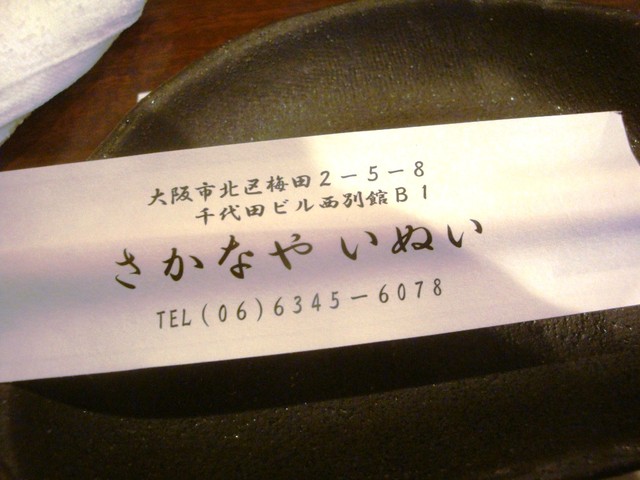 大阪市北区梅田２－５－８
千代田ビル西別館Ｂ１
さかなや いぬい
TEL(06)6345－6078